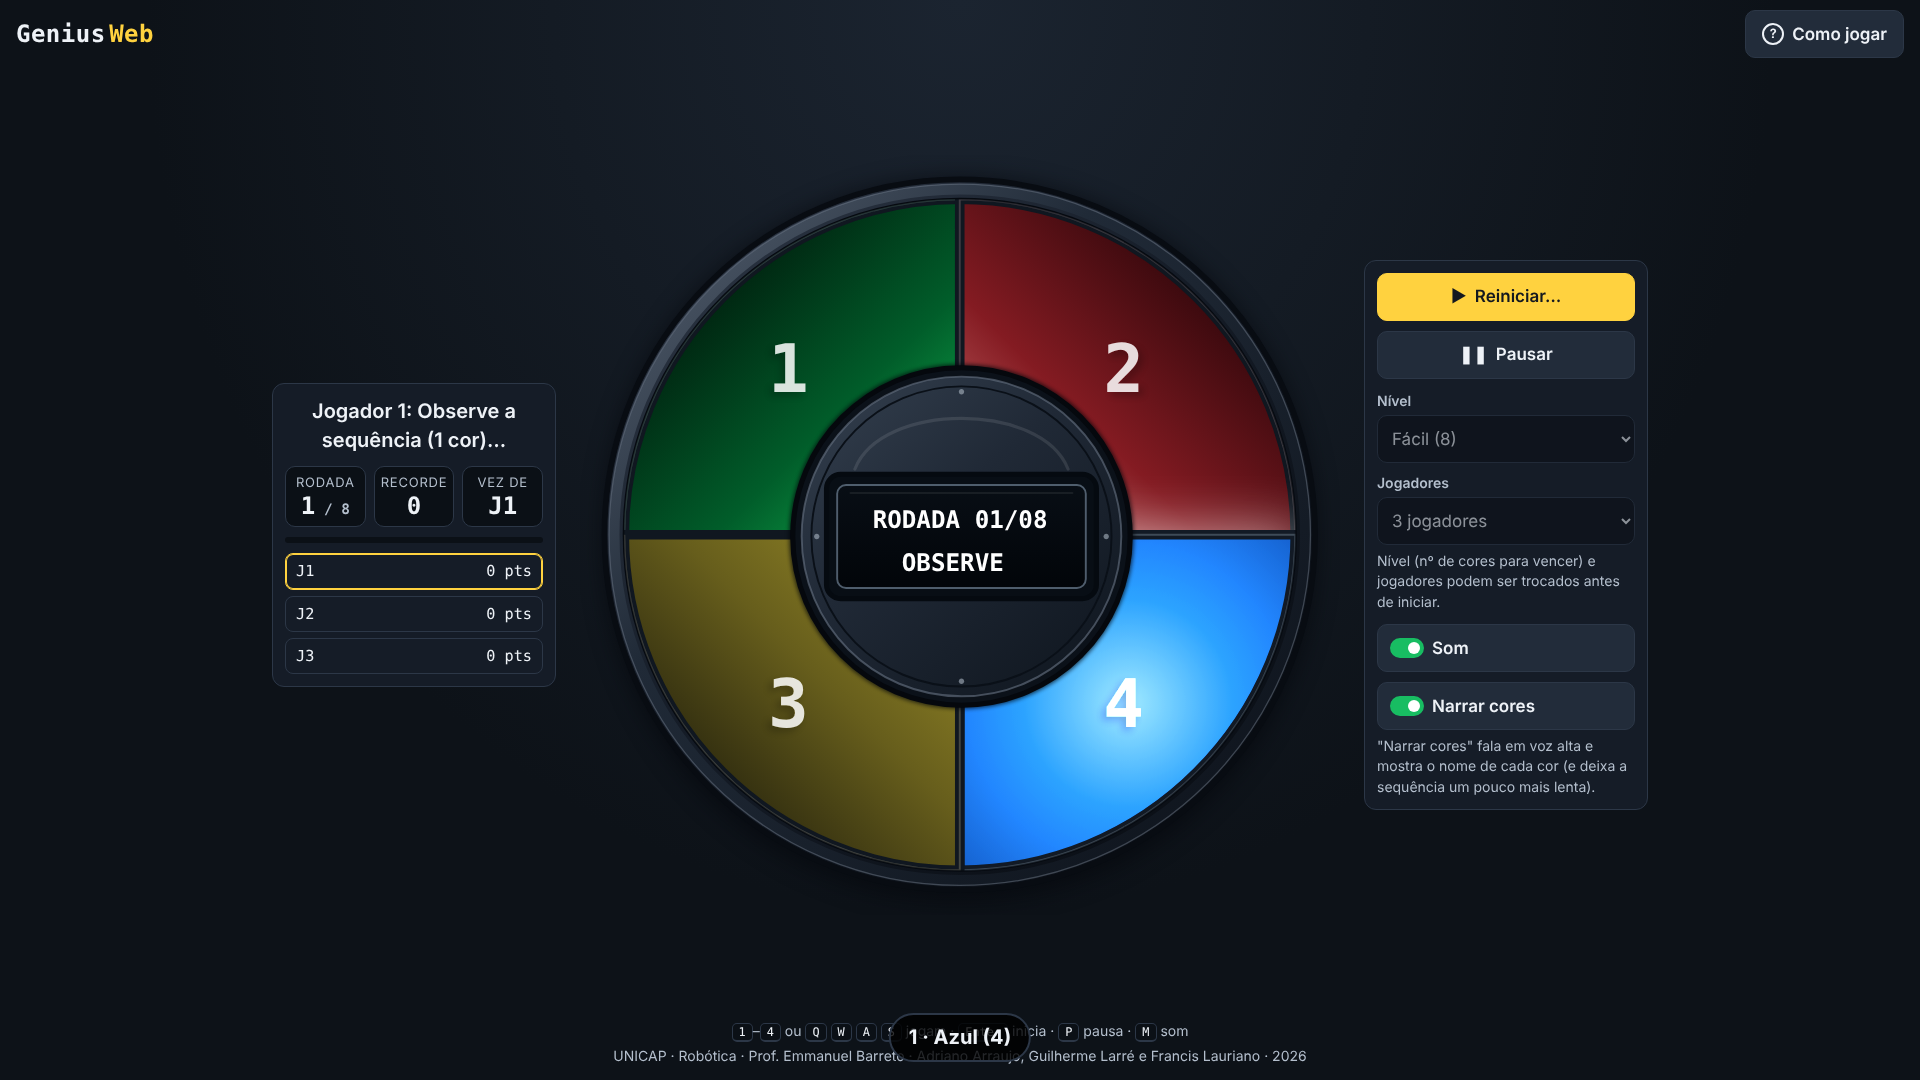 GeniusWeb
? Como jogar
1
2
3
4
RODADA 01/08
OBSERVE
Jogador 1: Observe a
sequência (1 cor)...
RODADA RECORDE VEZ DE
1 / 8 0 J1
J1 0 pts
J2 0 pts
J3 0 pts
Reiniciar...
Pausar
Nível
Fácil (8)
Jogadores
3 jogadores
Nível (nº de cores para vencer) e
jogadores podem ser trocados antes
de iniciar.
Som
Narrar cores
"Narrar cores" fala em voz alta e
mostra o nome de cada cor (e deixa a
sequência um pouco mais lenta).
1 – 4 ou Q W A S · P pausa · M som
1 · Azul (4)
UNICAP · Robótica · Prof. Emmanuel Barreto · Adriano Araujo, Guilherme Larré e Francis Lauriano · 2026